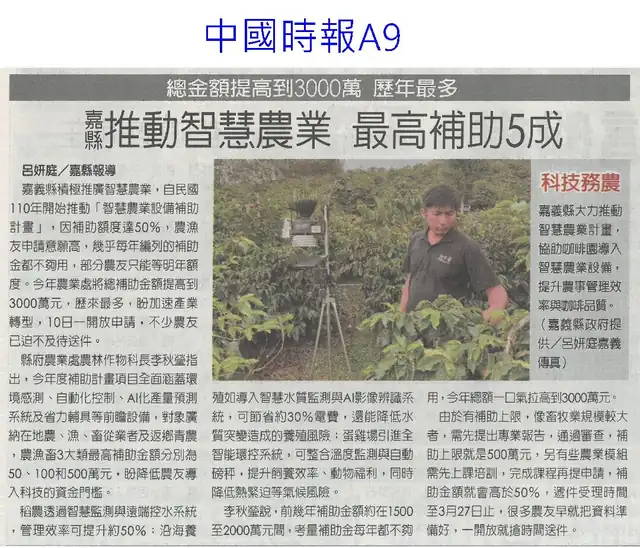 中國時報A9
總金額提高到3000萬 歷年最多
嘉縣推動智慧農業 最高補助5成
呂妍庭／嘉縣報導
嘉義縣積極推廣智慧農業，自民國
110年開始推動「智慧農業設備補助
計畫」，因補助額度達50%，農漁
友申請意願高，幾乎每年編列的補助
金都不夠用，部分農友只能等明年額
度。今年農業處將總補助金額提高到
3000萬元，歷來最多，盼加速產業
轉型，10日一開放申請，不少農友
已迫不及待送件。
縣府農業處農林作物科長李秋瑩指
出，今年度補助計畫項目全面涵蓋環
境感測、自動化控制、AI化產量預測
系統及省力輔具等前瞻設備，對象廣
納在地農、漁、畜從業者及返鄉青農
，農漁畜3大類最高補助金額分別為
50、100和500萬元，盼降低農友導
入科技的資金門檻。
稻農透過智慧監測與遠端控水系統
，管理效率可提升約50%；沿海養
殖如導入智慧水質監測與AI影像辨識系
統，可節省約30%電費，還能降低水
質突變造成的養殖風險；蛋雞場引進全
智能環控系統，可整合溫度監測與自動
磅秤，提升飼養效率、動物福利，同時
降低熱緊迫等氣候風險。
李秋瑩說，前幾年補助金額約在1500
至2000萬元間，考量補助金每年都不夠
用，今年總額一口氣拉高到3000萬元。
由於有補助上限，像畜牧業規模較大
者，需先提出專業報告，通過審查，補
助上限就是500萬元，另有些農業模組
需先上課培訓，完成課程再提申請，補
助金額就會高於50%，遞件受理時間
至3月27日止，很多農友早就把資料準
備好，一開放就搶時間送件。
科技務農
嘉義縣大力推動
智慧農業計畫，
協助咖啡園導入
智慧農業設備，
提升農事管理效
率與咖啡品質。
（嘉義縣政府提
供／呂妍庭嘉義
傳真）